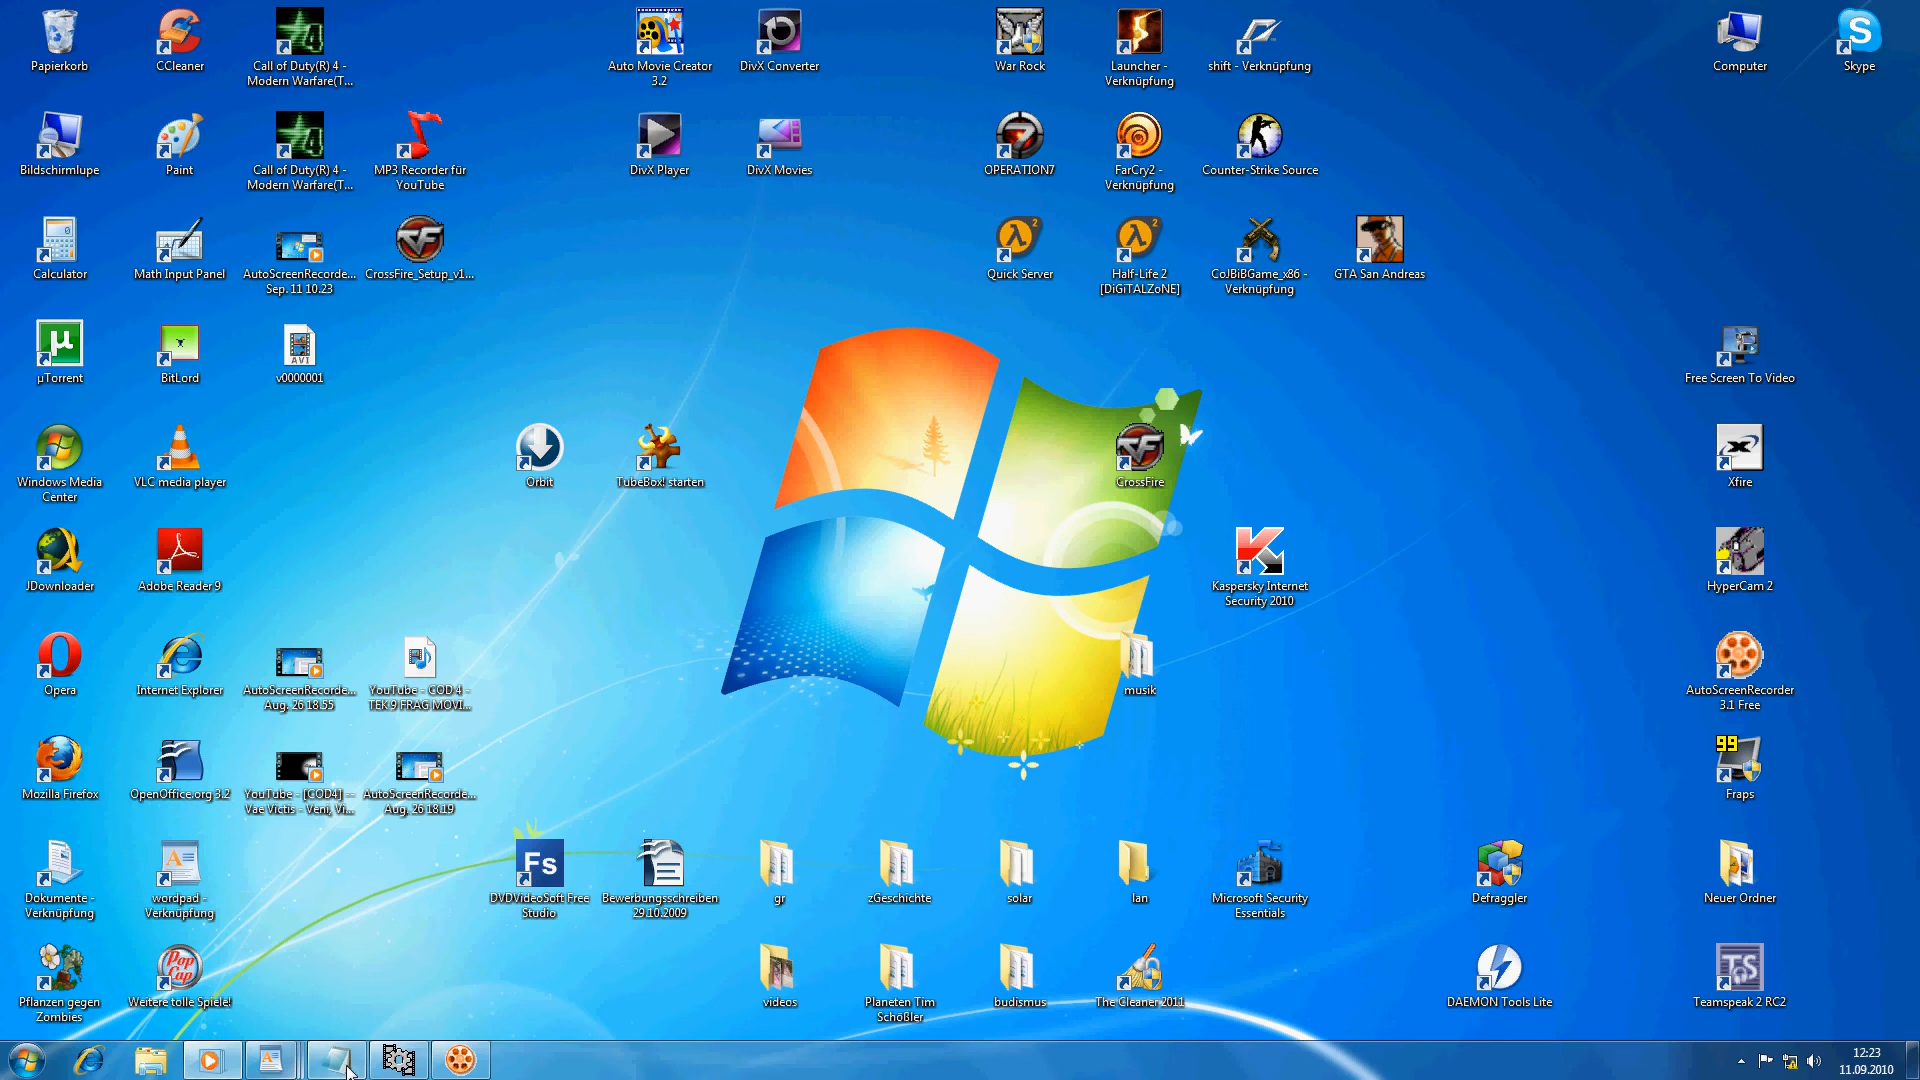 Papierkorb
CCleaner
Call of Duty(R) 4 -
Modern Warfare(T...
Auto Movie Creator
3.2
DivX Converter
War Rock
Launcher -
Verknüpfung
shift - Verknüpfung
Computer
Skype
Bildschirmlupe
Paint
Call of Duty(R) 4 -
Modern Warfare(T...
MP3 Recorder für
YouTube
DivX Player
DivX Movies
OPERATION7
FarCry2 -
Verknüpfung
Counter-Strike Source
Calculator
Math Input Panel
AutoScreenRecorde...
Sep. 11 10.23
CrossFire_Setup_v1...
Quick Server
Half-Life 2
[DiGiTALZoNE]
CoJBiBGame_x86 -
Verknüpfung
GTA San Andreas
µTorrent
BitLord
AVI
v0000001
Free Screen To Video
Windows Media
Center
VLC media player
Orbit
TubeBox! starten
CrossFire
Xfire
JDownloader
Adobe Reader 9
Kaspersky Internet
Security 2010
HyperCam 2
Opera
Internet Explorer
AutoScreenRecorde...
Aug. 26 18.55
YouTube - COD 4 -
TEK 9 FRAG MOVI...
musik
AutoScreenRecorder
3.1 Free
Mozilla Firefox
OpenOffice.org 3.2
YouTube - [COD4] --
Vae Victis - Veni, Vi...
AutoScreenRecorde...
Aug. 26 18.19
99
Fraps
Dokumente -
Verknüpfung
wordpad -
Verknüpfung
Fs
DVDVideoSoft Free
Studio
Bewerbungsschreiben
29.10.2009
gr
zGeschichte
solar
lan
Microsoft Security
Essentials
Defraggler
Neuer Ordner
Pflanzen gegen
Zombies
Pop
Cap
Weitere tolle Spiele!
videos
Planeten Tim
Schößler
budismus
The Cleaner 2011
DAEMON Tools Lite
TS
Teamspeak 2 RC2
12:23
11.09.2010